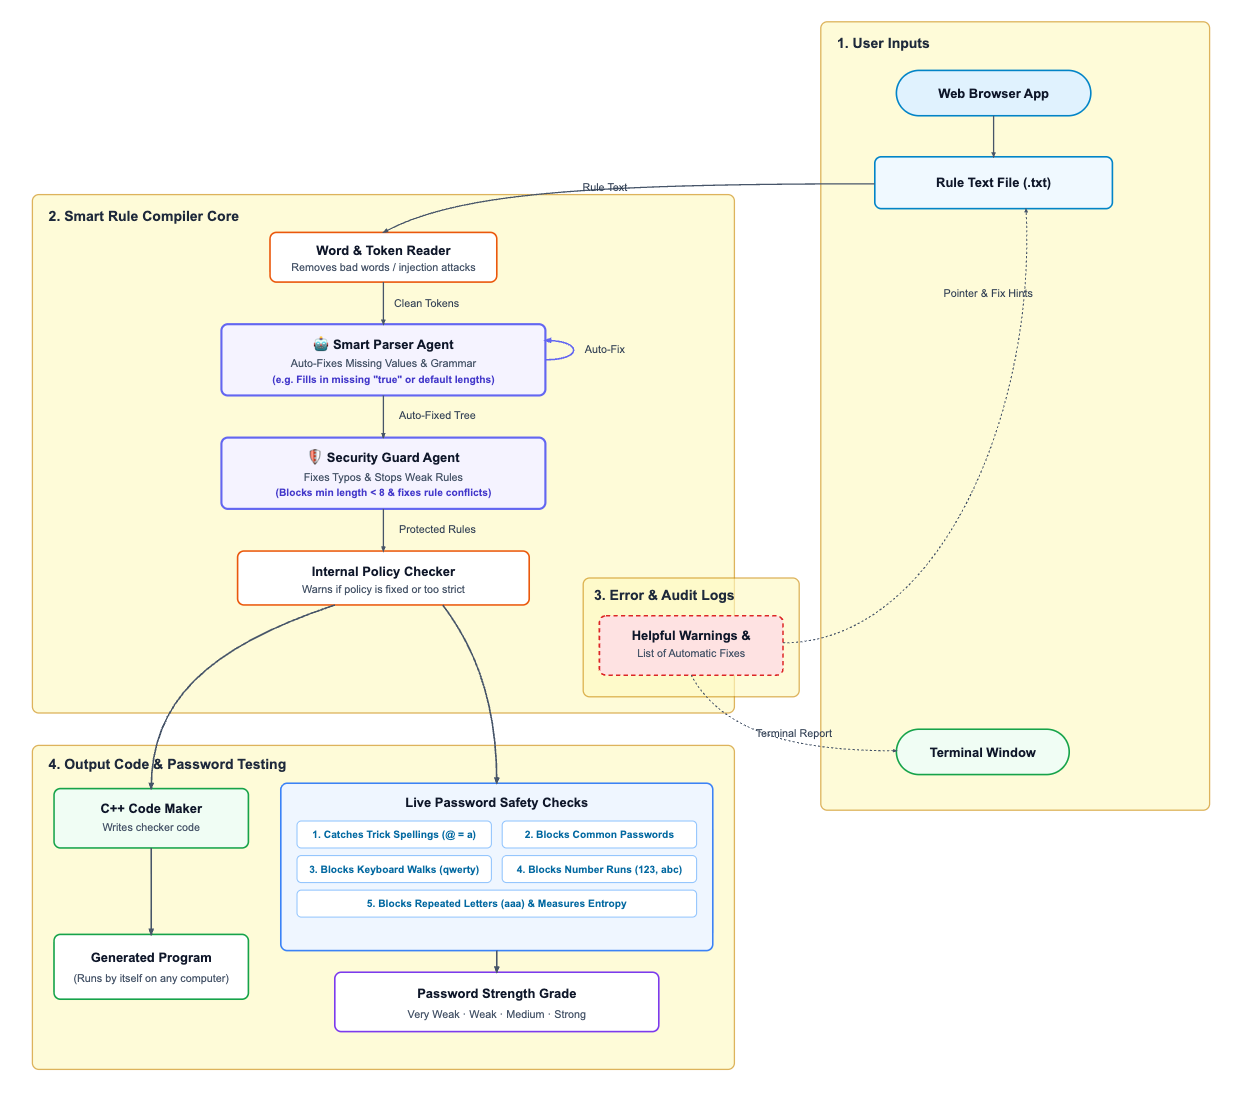 1. User Inputs
Web Browser App
Rule Text File (.txt)
Rule Text
2. Smart Rule Compiler Core
Word & Token Reader
Removes bad words / injection attacks
Clean Tokens
Pointer & Fix Hints
Smart Parser Agent
Auto-Fixes Missing Values & Grammar
(e.g. Fills in missing "true" or default lengths)
Auto-Fix
Auto-Fixed Tree
Security Guard Agent
Fixes Typos & Stops Weak Rules
(Blocks min length < 8 & fixes rule conflicts)
Protected Rules
Internal Policy Checker
Warns if policy is fixed or too strict
3. Error & Audit Logs
Helpful Warnings &
List of Automatic Fixes
Terminal Report
Terminal Window
4. Output Code & Password Testing
C++ Code Maker
Writes checker code
Generated Program
(Runs by itself on any computer)
Live Password Safety Checks
1. Catches Trick Spellings (@ = a)
2. Blocks Common Passwords
3. Blocks Keyboard Walks (qwerty)
4. Blocks Number Runs (123, abc)
5. Blocks Repeated Letters (aaa) & Measures Entropy
Password Strength Grade
Very Weak · Weak · Medium · Strong